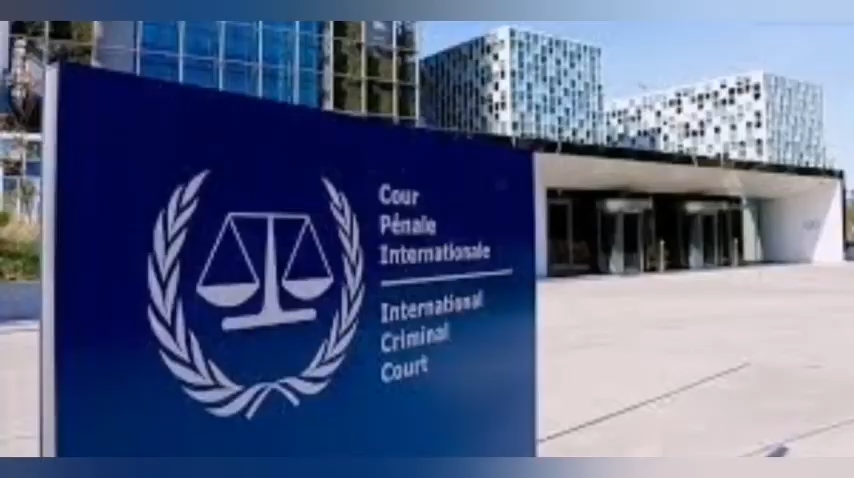 Cour
Pénale
Internationale
International
Criminal
Court